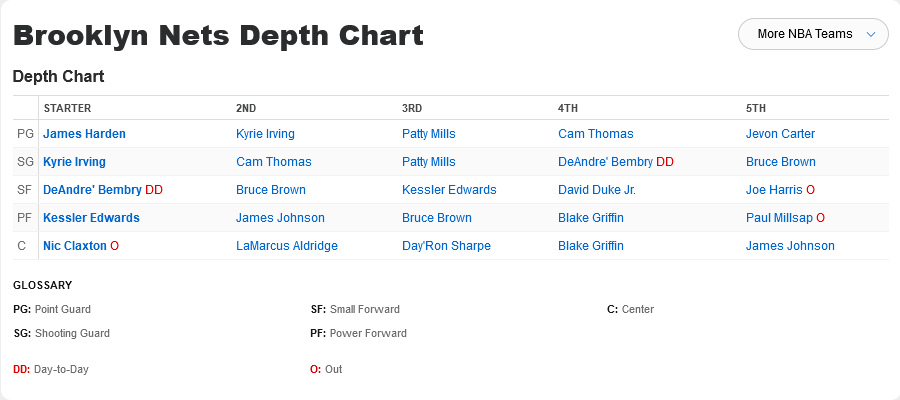 Brooklyn Nets Depth Chart
More NBA Teams
Depth Chart
STARTER 2ND 3RD 4TH 5TH
PG James Harden Kyrie Irving Patty Mills Cam Thomas Jevon Carter
SG Kyrie Irving Cam Thomas Patty Mills DeAndre' Bembry DD Bruce Brown
SF DeAndre' Bembry DD Bruce Brown Kessler Edwards David Duke Jr. Joe Harris O
PF Kessler Edwards James Johnson Bruce Brown Blake Griffin Paul Millsap O
C Nic Claxton O LaMarcus Aldridge Day'Ron Sharpe Blake Griffin James Johnson
GLOSSARY
PG: Point Guard SF: Small Forward C: Center
SG: Shooting Guard PF: Power Forward
DD: Day-to-Day O: Out